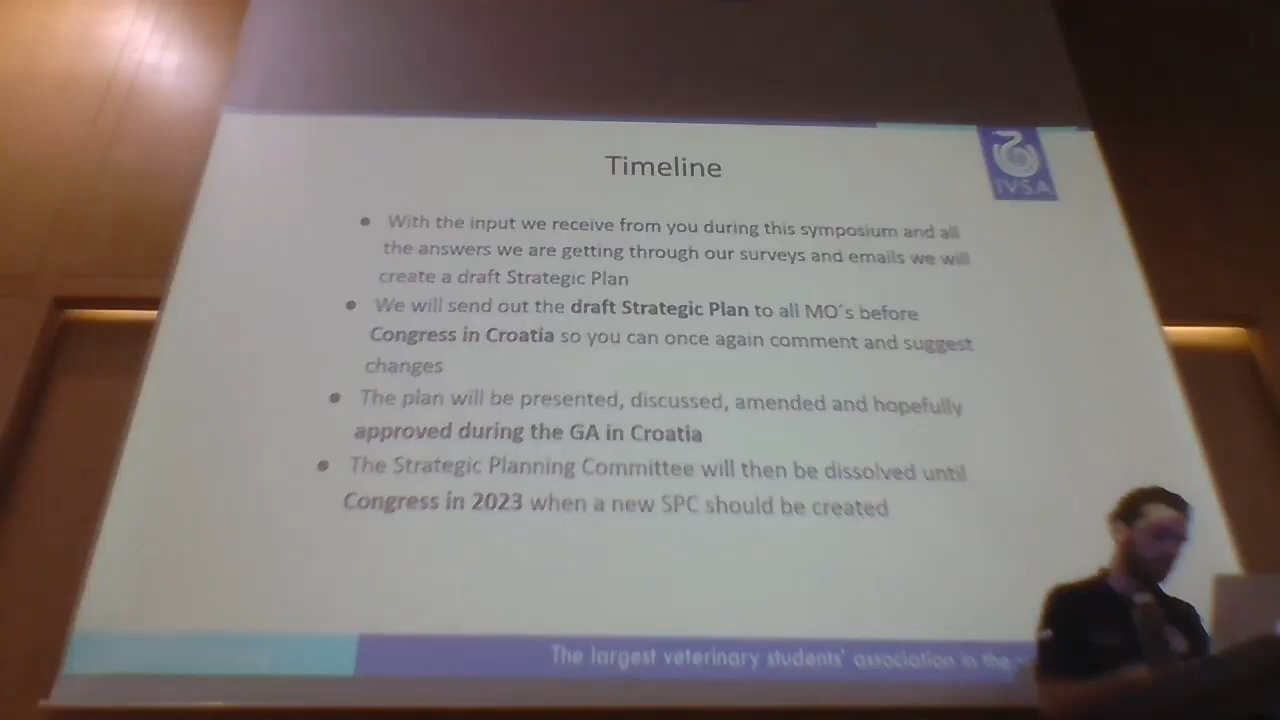 Timeline
IVSA
● With the input we receive from you during this symposium and all
the answers we are getting through our surveys and emails we will
create a draft Strategic Plan
● We will send out the draft Strategic Plan to all MO´s before
Congress in Croatia so you can once again comment and suggest
changes
● The plan will be presented, discussed, amended and hopefully
approved during the GA in Croatia
● The Strategic Planning Committee will then be dissolved until
Congress in 2023 when a new SPC should be created
The largest veterinary students' association in the